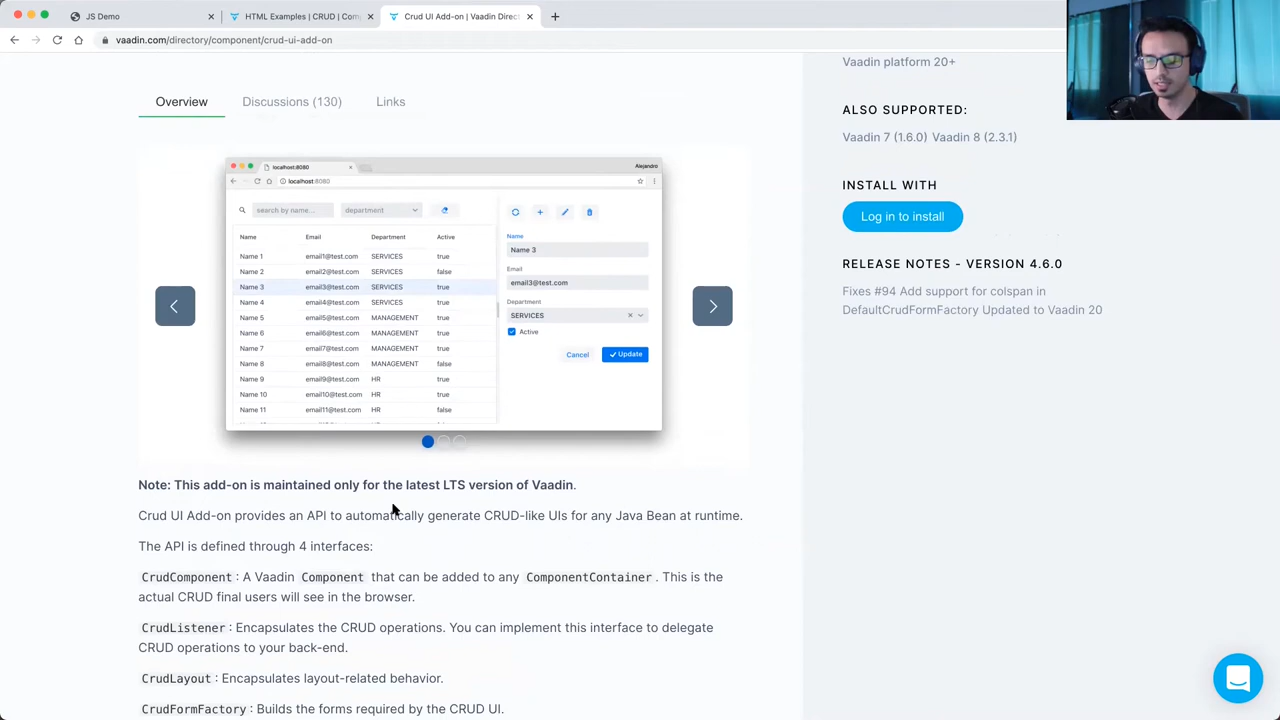 JS Demo
HTML Examples | CRUD | Com
Crud UI Add-on | Vaadin Direc
vaadin.com/directory/component/crud-ui-add-on
Overview
Discussions (130)
Links
localhost:8080
Alejandro
localhost:8080
search by name...
department
Name Email Department Active
Name 1 email1@test.com SERVICES true
Name 2 email2@test.com SERVICES false
Name 3 email3@test.com SERVICES true
Name 4 email4@test.com SERVICES true
Name 5 email5@test.com MANAGEMENT true
Name 6 email6@test.com MANAGEMENT true
Name 7 email7@test.com MANAGEMENT true
Name 8 email8@test.com MANAGEMENT false
Name 9 email9@test.com HR true
Name 10 email10@test.com HR true
Name 11 email11@test.com HR false
Name
Name 3
Email
email3@test.com
Department
SERVICES
Active
Cancel
Update
Note: This add-on is maintained only for the latest LTS version of Vaadin.
Crud UI Add-on provides an API to automatically generate CRUD-like UIs for any Java Bean at runtime.
The API is defined through 4 interfaces:
CrudComponent: A Vaadin Component that can be added to any ComponentContainer. This is the
actual CRUD final users will see in the browser.
CrudListener: Encapsulates the CRUD operations. You can implement this interface to delegate
CRUD operations to your back-end.
CrudLayout: Encapsulates layout-related behavior.
CrudFormFactory: Builds the forms required by the CRUD UI.
Vaadin platform 20+
ALSO SUPPORTED:
Vaadin 7 (1.6.0) Vaadin 8 (2.3.1)
INSTALL WITH
Log in to install
RELEASE NOTES - VERSION 4.6.0
Fixes #94 Add support for colspan in
DefaultCrudFormFactory Updated to Vaadin 20